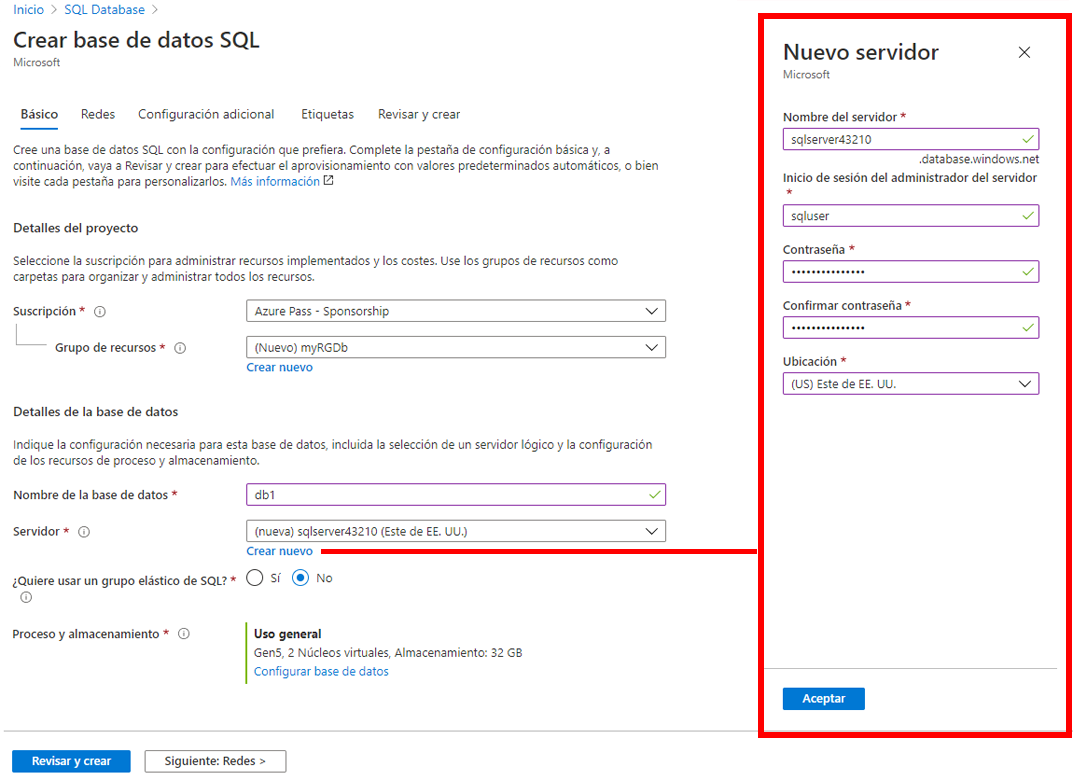 Inicio > SQL Database >
Crear base de datos SQL
Microsoft
Básico Redes Configuración adicional Etiquetas Revisar y crear
Cree una base de datos SQL con la configuración que prefiera. Complete la pestaña de configuración básica y, a
continuación, vaya a Revisar y crear para efectuar el aprovisionamiento con valores predeterminados automáticos, o bien
visite cada pestaña para personalizarlos. Más información
Detalles del proyecto
Seleccione la suscripción para administrar recursos implementados y los costes. Use los grupos de recursos como
carpetas para organizar y administrar todos los recursos.
Suscripción * Azure Pass - Sponsorship
Grupo de recursos * (Nuevo) myRGDb
Crear nuevo
Detalles de la base de datos
Indique la configuración necesaria para esta base de datos, incluida la selección de un servidor lógico y la configuración
de los recursos de proceso y almacenamiento.
Nombre de la base de datos * db1
Servidor * (nueva) sqlserver43210 (Este de EE. UU.)
Crear nuevo
¿Quiere usar un grupo elástico de SQL? * Sí No
Proceso y almacenamiento * Uso general
Gen5, 2 Núcleos virtuales, Almacenamiento: 32 GB
Configurar base de datos
Revisar y crear Siguiente: Redes >
Nuevo servidor
Microsoft
Nombre del servidor *
sqlserver43210
.database.windows.net
Inicio de sesión del administrador del servidor
*
sqluser
Contraseña *
•••••••••••••••
Confirmar contraseña *
•••••••••••••••
Ubicación *
(US) Este de EE. UU.
Aceptar